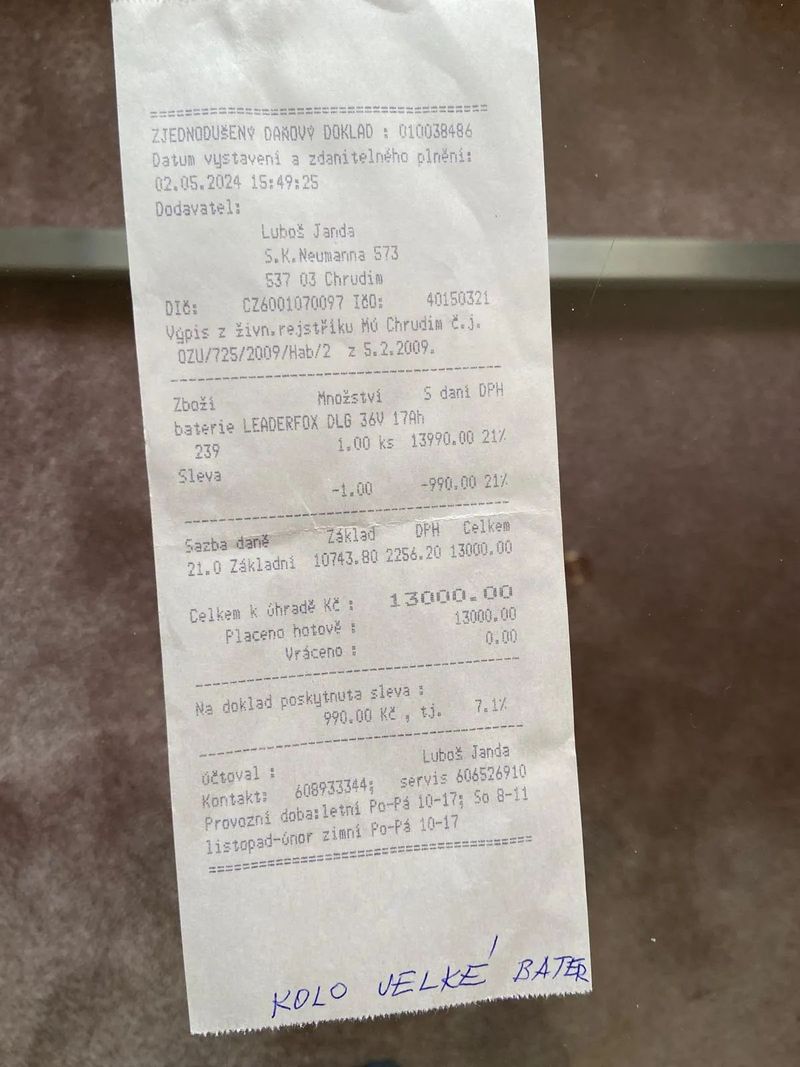 ========================================
ZJEDNODUŠENÝ DAŇOVÝ DOKLAD : 010038486
Datum vystavení a zdanitelného plnění:
02.05.2024 15:49:25
Dodavatel:
Luboš Janda
S.K.Neumanna 573
537 03 Chrudim
DIČ: CZ6001070097 IČO: 40150321
Výpis z živn.rejstříku MÚ Chrudim č.j.
OZU/725/2009/Hab/2 z 5.2.2009.
----------------------------------------
Zboží Množství S daní DPH
baterie LEADERFOX DLG 36V 17Ah
239 1.00 ks 13990.00 21%
Sleva
-1.00 -990.00 21%
----------------------------------------
Sazba daně Základ DPH Celkem
21.0 Základní 10743.80 2256.20 13000.00
Celkem k úhradě Kč : 13000.00
Placeno hotově : 13000.00
Vráceno : 0.00
----------------------------------------
Na doklad poskytnuta sleva :
990.00 Kč , tj. 7.1%
----------------------------------------
Účtoval : Luboš Janda
Kontakt: 608933344; servis 606526910
Provozní doba:letní Po-Pá 10-17; So 8-11
listopad-únor zimní Po-Pá 10-17
========================================
KOLO VELKÉ BATER